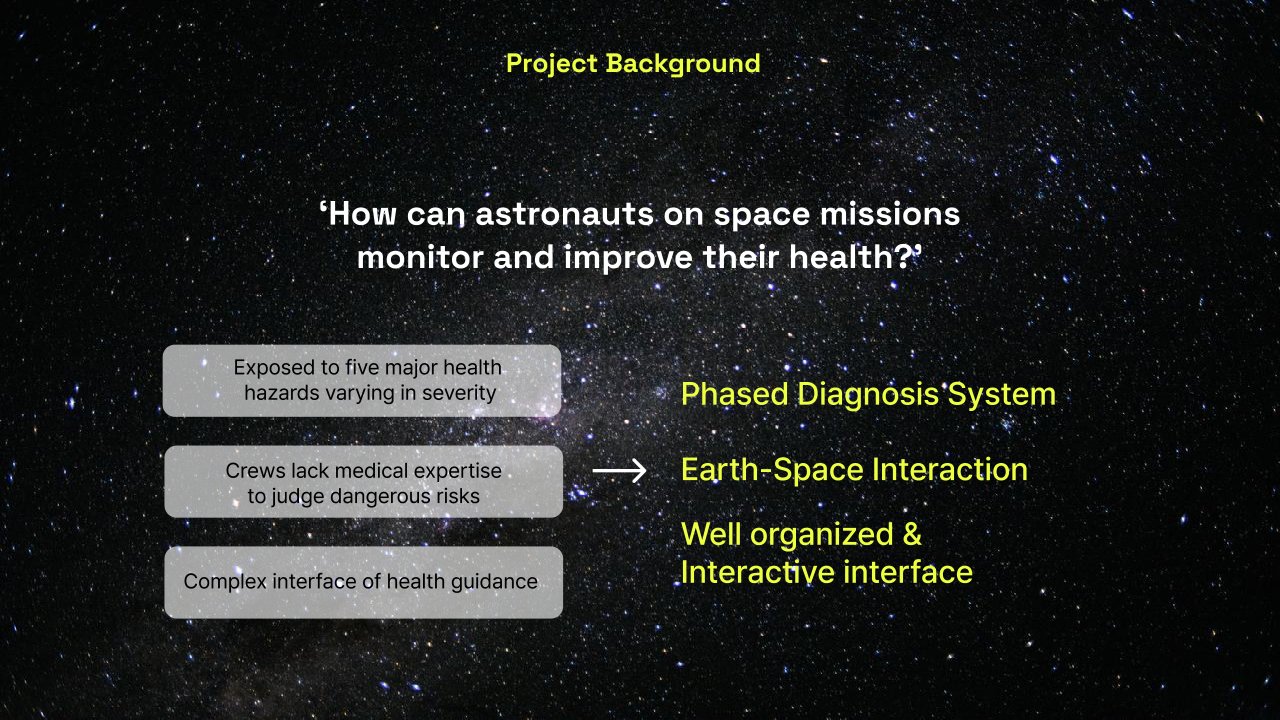 Project Background
‘How can astronauts on space missions
monitor and improve their health?’
Exposed to five major health
hazards varying in severity
Crews lack medical expertise
to judge dangerous risks
Complex interface of health guidance
→
Phased Diagnosis System
Earth-Space Interaction
Well organized &
Interactive interface